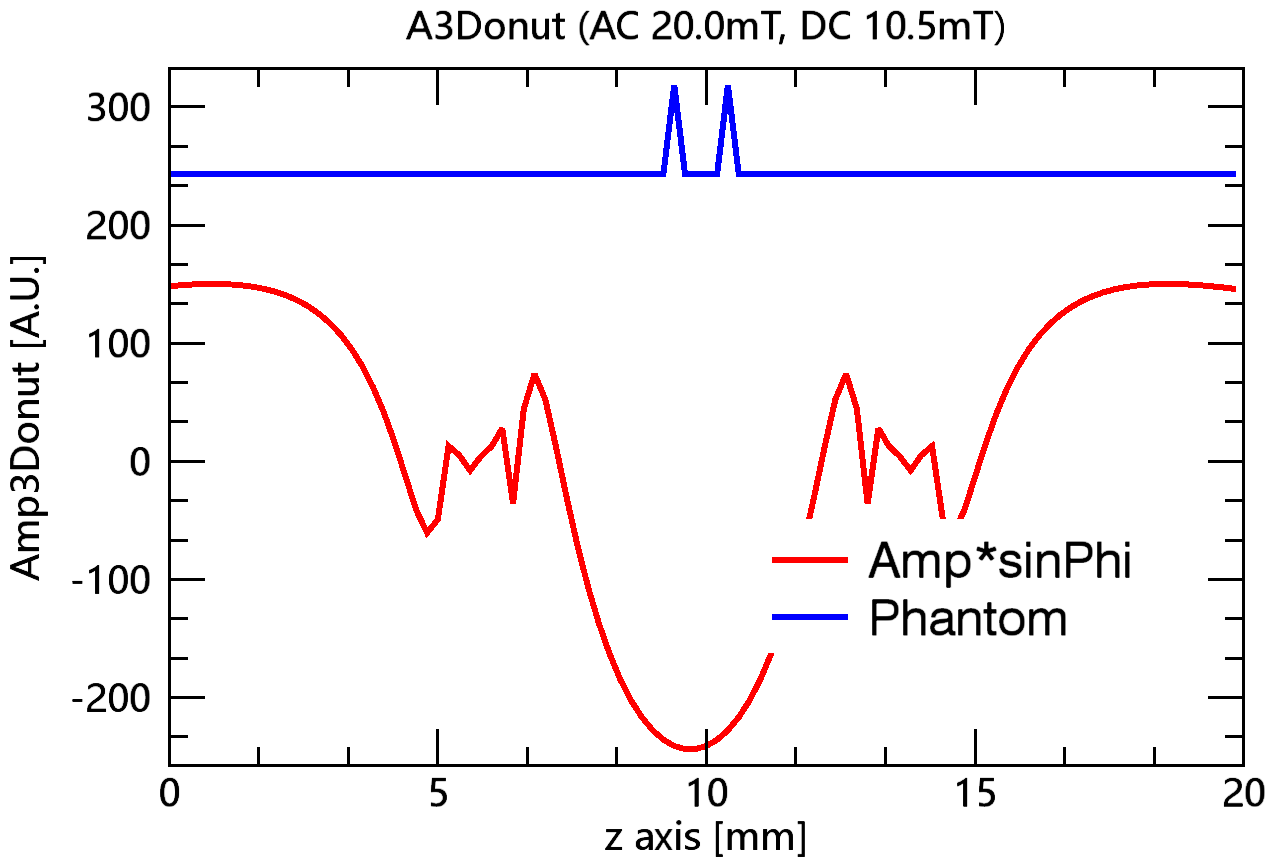 A3Donut (AC 20.0mT, DC 10.5mT)
300
200
100
0
-100
-200
Amp3Donut [A.U.]
Amp*sinPhi
Phantom
0 5 10 15 20
z axis [mm]